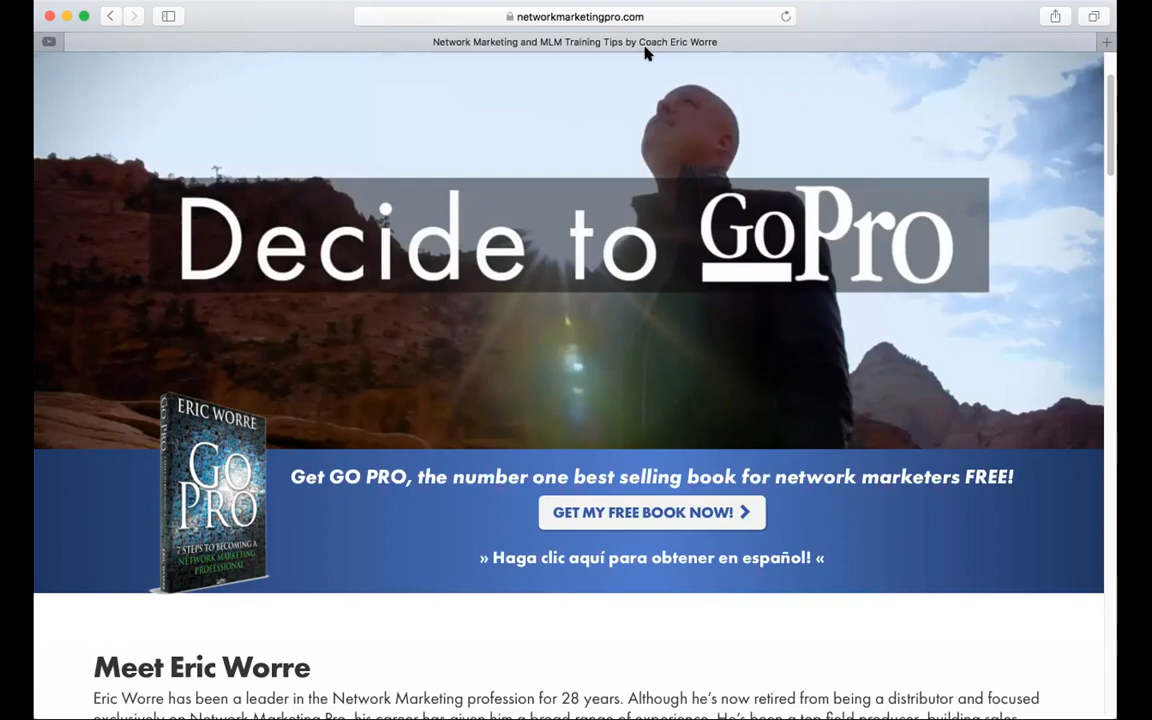 networkmarketingpro.com
Network Marketing and MLM Training Tips by Coach Eric Worre
Decide to GoPro
ERIC WORRE
GO PRO
GO
PRO
7 STEPS TO BECOMING A
NETWORK MARKETING
PROFESSIONAL
Get GO PRO, the number one best selling book for network marketers FREE!
GET MY FREE BOOK NOW!
» Haga clic aquí para obtener en español! «
Meet Eric Worre
Eric Worre has been a leader in the Network Marketing profession for 28 years. Although he's now retired from being a distributor and focused
exclusively on Network Marketing Pro, his career has given him a broad range of experience. He's been a top field producer, building sales